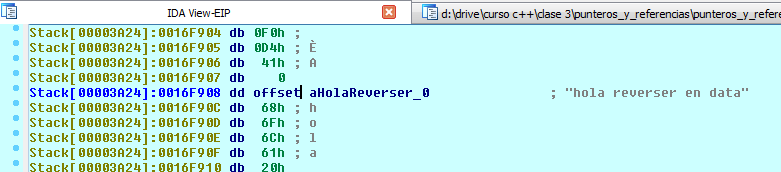 IDA View-EIP d:\drive\curso c++\clase 3\punteros_y_referencias\punteros_y_refere
Stack[00003A24]:0016F904 db 0F0h ;
Stack[00003A24]:0016F905 db 0D4h ; È
Stack[00003A24]:0016F906 db 41h ; A
Stack[00003A24]:0016F907 db 0
Stack[00003A24]:0016F908 dd offset aHolaReverser_0 ; "hola reverser en data"
Stack[00003A24]:0016F90C db 68h ; h
Stack[00003A24]:0016F90D db 6Fh ; o
Stack[00003A24]:0016F90E db 6Ch ; l
Stack[00003A24]:0016F90F db 61h ; a
Stack[00003A24]:0016F910 db 20h